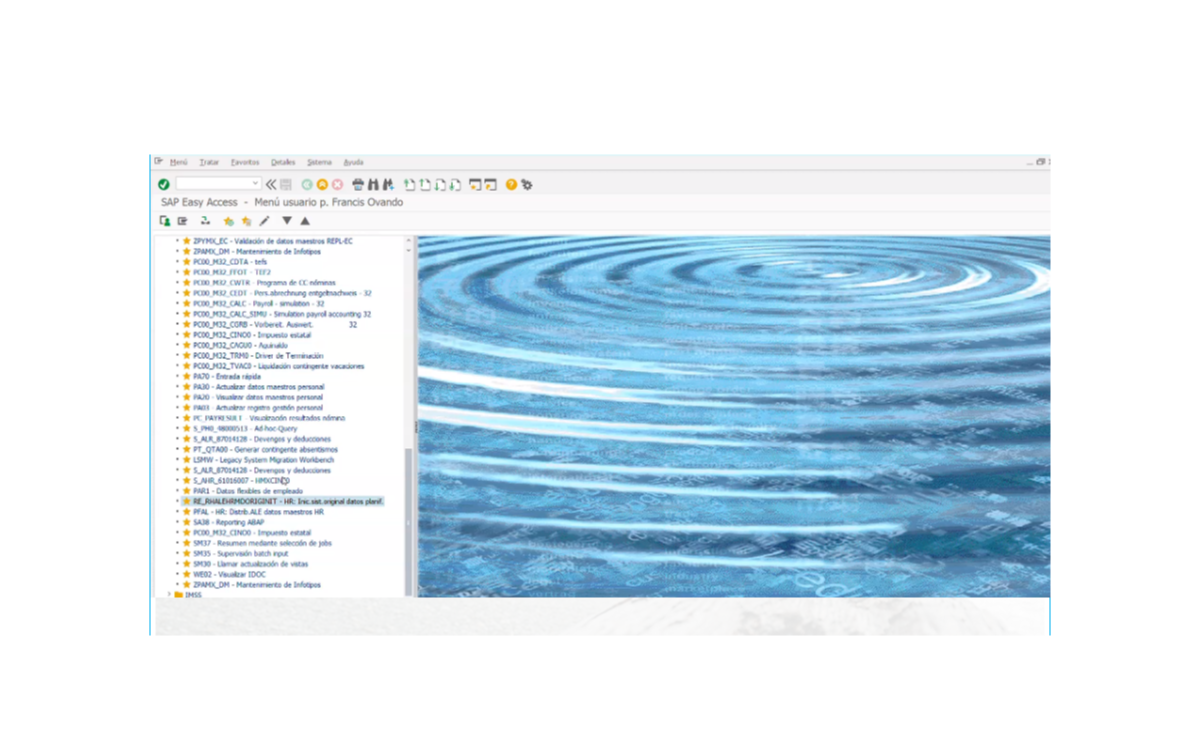 Menú Tratar Favoritos Detalles Sistema Ayuda
SAP Easy Access - Menú usuario p. Francis Ovando
ZPYMX_EC - Validación de datos maestros REPL-EC
ZPAMX_DM - Mantenimiento de Infotipos
PC00_M32_CDTA - tefs
PC00_M32_FFOT - TEF2
PC00_M32_CWTR - Programa de CC nóminas
PC00_M32_CEDT - Pers.abrechnung entgeltnachweis - 32
PC00_M32_CALC - Payroll - simulation - 32
PC00_M32_CALC_SIMU - Simulation payroll accounting 32
PC00_M32_CORB - Vorbereit. Auswert. 32
PC00_M32_CINO0 - Impuesto estatal
PC00_M32_CAGU0 - Aguinaldo
PC00_M32_TRM0 - Driver de Terminación
PC00_M32_TVAC0 - Liquidación contingente vacaciones
PA70 - Entrada rápida
PA30 - Actualizar datos maestros personal
PA20 - Visualizar datos maestros personal
PA03 - Actualizar registro gestión personal
PC_PAYRESULT - Visualización resultados nómina
S_PH0_48000513 - Ad-hoc-Query
S_ALR_87014128 - Devengos y deducciones
PT_QTA00 - Generar contingente absentismos
LSMW - Legacy System Migration Workbench
S_ALR_87014128 - Devengos y deducciones
S_AHR_61016007 - HMXCIN
PAR1 - Datos flexibles de empleado
RE_RHALEHRMDORIGINIT - HR: Inic.sist.original datos planif.
PFAL - HR: Distrib.ALE datos maestros HR
SA38 - Reporting ABAP
PC00_M32_CINO0 - Impuesto estatal
SM37 - Resumen mediante selección de jobs
SM35 - Supervisión batch input
SM30 - Llamar actualización de vistas
WE02 - Visualizar IDOC
ZPAMX_DM - Mantenimiento de Infotipos
IMSS